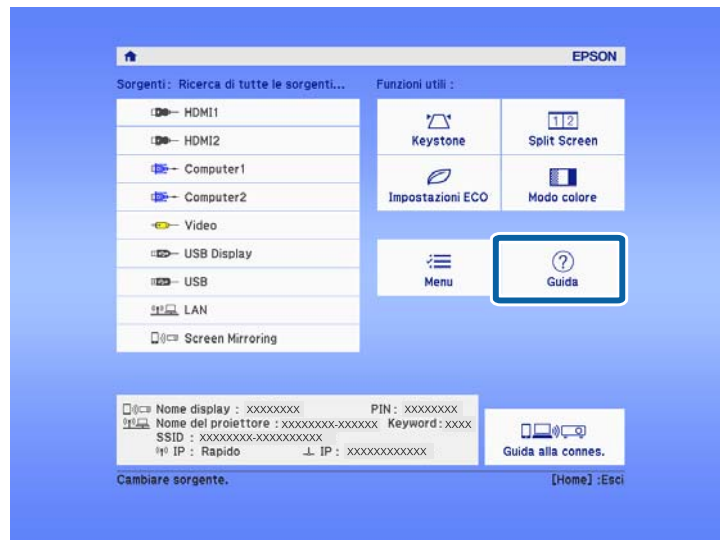 EPSON
Sorgenti: Ricerca di tutte le sorgenti...
HDMI1
HDMI2
Computer1
Computer2
Video
USB Display
USB
LAN
Screen Mirroring
Funzioni utili :
Keystone
1 2
Split Screen
Impostazioni ECO
Modo colore
Menu
?
Guida
Nome display : XXXXXXXX PIN: XXXXXXXX
Nome del proiettore : XXXXXXXX-XXXXXX Keyword: XXXX
SSID : XXXXXXXX-XXXXXXXXXX
IP : Rapido IP : XXXXXXXXXXXX
Guida alla connes.
Cambiare sorgente. [Home] :Esci